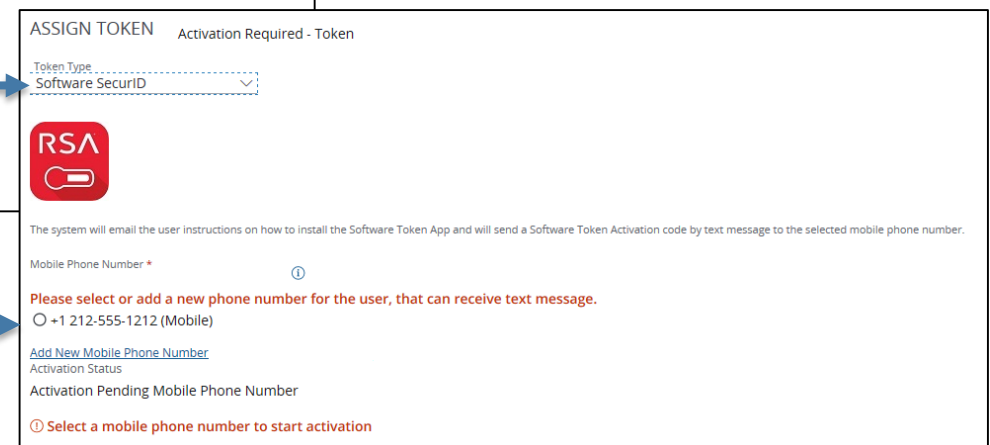 ASSIGN TOKEN Activation Required - Token
Token Type
Software SecurID
RSA
The system will email the user instructions on how to install the Software Token App and will send a Software Token Activation code by text message to the selected mobile phone number.
Mobile Phone Number *
Please select or add a new phone number for the user, that can receive text message.
+1 212-555-1212 (Mobile)
Add New Mobile Phone Number
Activation Status
Activation Pending Mobile Phone Number
Select a mobile phone number to start activation